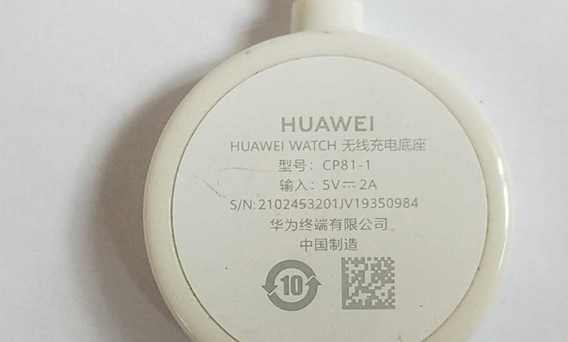 HUAWEI
HUAWEI WATCH 无线充电底座
型号：CP81-1
输入：5V⎓2A
S/N:2102453201JV19350984
华为终端有限公司
中国制造
10